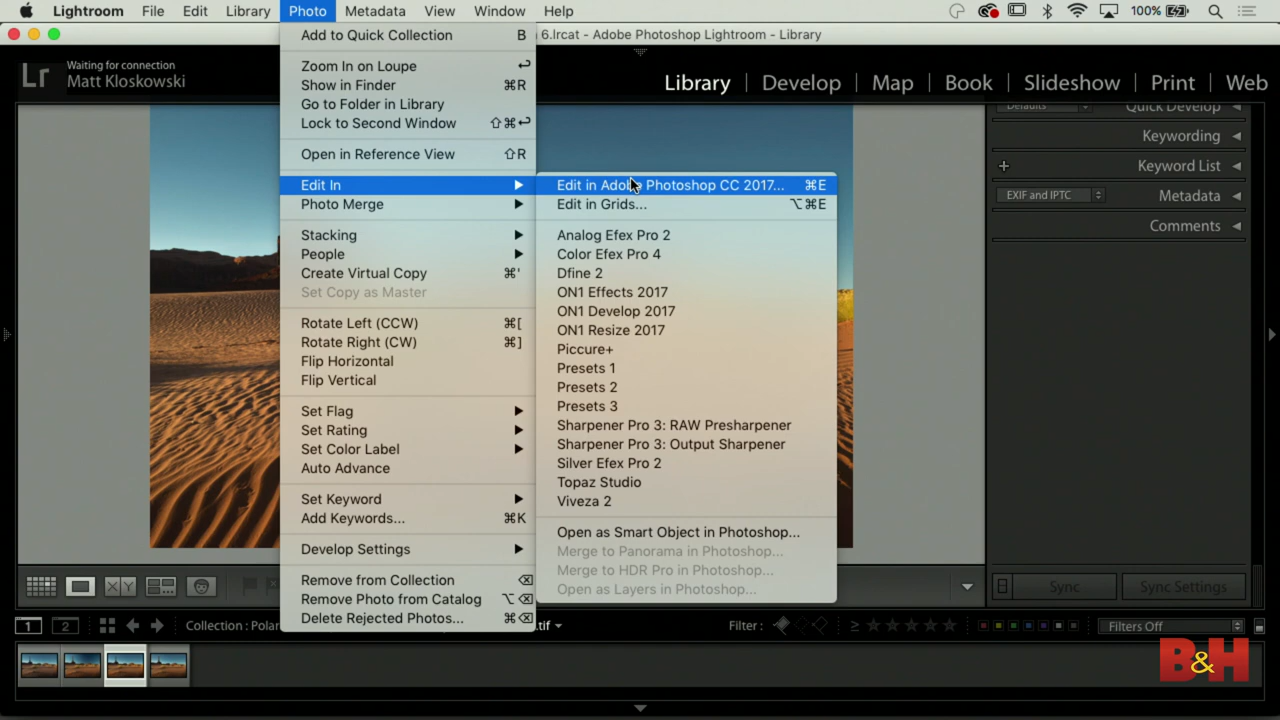 Lightroom File Edit Library Photo Metadata View Window Help 100%
6.lrcat - Adobe Photoshop Lightroom - Library
Lr Waiting for connection
Matt Kloskowski
Library | Develop | Map | Book | Slideshow | Print | Web
Add to Quick Collection B
Zoom In on Loupe ↩
Show in Finder ⌘R
Go to Folder in Library
Lock to Second Window ⇧⌘↩
Open in Reference View ⇧R
Edit In ▶
Photo Merge ▶
Stacking ▶
People ▶
Create Virtual Copy ⌘'
Set Copy as Master
Rotate Left (CCW) ⌘[
Rotate Right (CW) ⌘]
Flip Horizontal
Flip Vertical
Set Flag ▶
Set Rating ▶
Set Color Label ▶
Auto Advance
Set Keyword ▶
Add Keywords... ⌘K
Develop Settings ▶
Remove from Collection ⌫
Remove Photo from Catalog ⌥⌫
Delete Rejected Photos... ⌘⌫
Edit in Adobe Photoshop CC 2017... ⌘E
Edit in Grids... ⌥⌘E
Analog Efex Pro 2
Color Efex Pro 4
Dfine 2
ON1 Effects 2017
ON1 Develop 2017
ON1 Resize 2017
Piccure+
Presets 1
Presets 2
Presets 3
Sharpener Pro 3: RAW Presharpener
Sharpener Pro 3: Output Sharpener
Silver Efex Pro 2
Topaz Studio
Viveza 2
Open as Smart Object in Photoshop...
Merge to Panorama in Photoshop...
Merge to HDR Pro in Photoshop...
Open as Layers in Photoshop...
Defaults Quick Develop
Keywording
+ Keyword List
EXIF and IPTC Metadata
Comments
XY
Sync Sync Settings
1 2 Collection : Polar
Filter : ≥ Filters Off
B&H